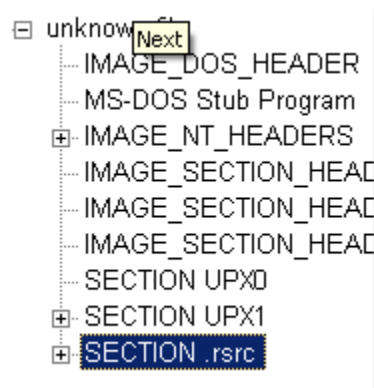 unknow
Next
IMAGE_DOS_HEADER
MS-DOS Stub Program
IMAGE_NT_HEADERS
IMAGE_SECTION_HEAD
IMAGE_SECTION_HEAD
IMAGE_SECTION_HEAD
SECTION UPX0
SECTION UPX1
SECTION .rsrc